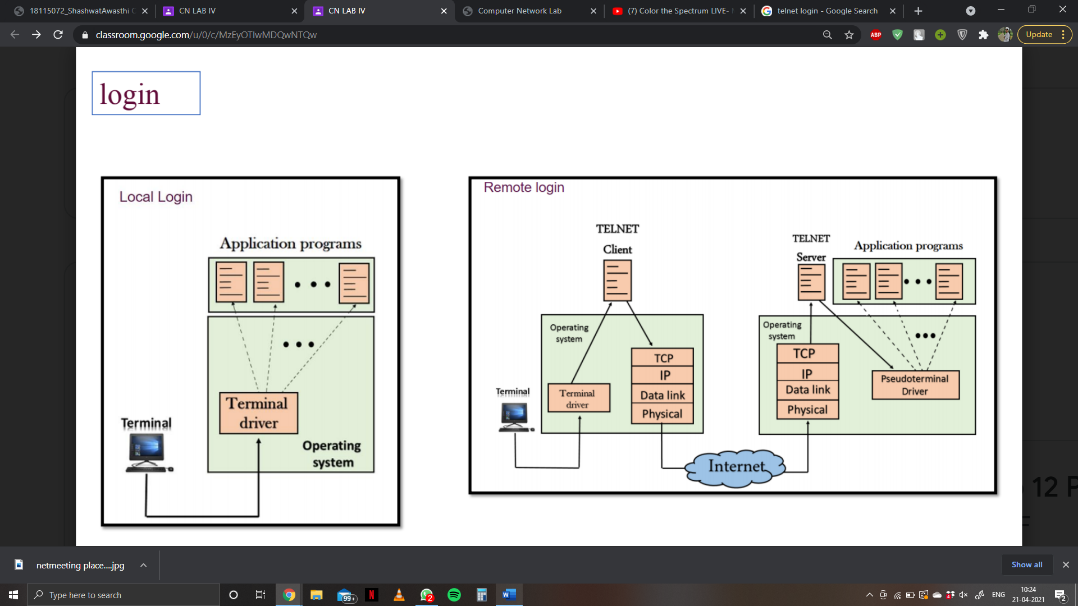 18115072_ShashwatAwasthi C
CN LAB IV
CN LAB IV
Computer Network Lab
(7) Color the Spectrum LIVE-
telnet login - Google Search
classroom.google.com/u/0/c/MzEyOTIwMDQwNTQw
ABP
Update
login
Local Login
Application programs
Terminal
driver
Terminal
Operating
system
Remote login
TELNET
Client
Operating
system
TCP
IP
Data link
Physical
Terminal
Terminal
driver
Internet
TELNET
Server
Application programs
Operating
system
TCP
IP
Data link
Physical
Pseudoterminal
Driver
12 P
netmeeting place....jpg
Show all
Type here to search
99+
2
ENG
10:24
21-04-2021
2